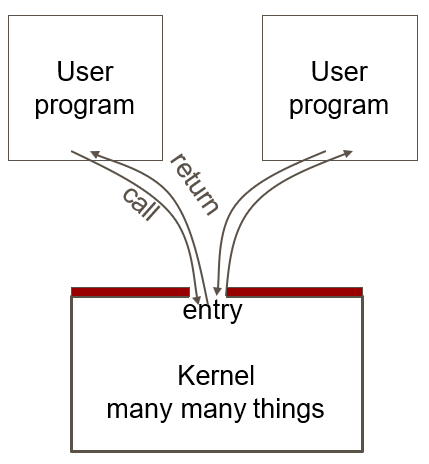 User
program
User
program
call
return
entry
Kernel
many many things